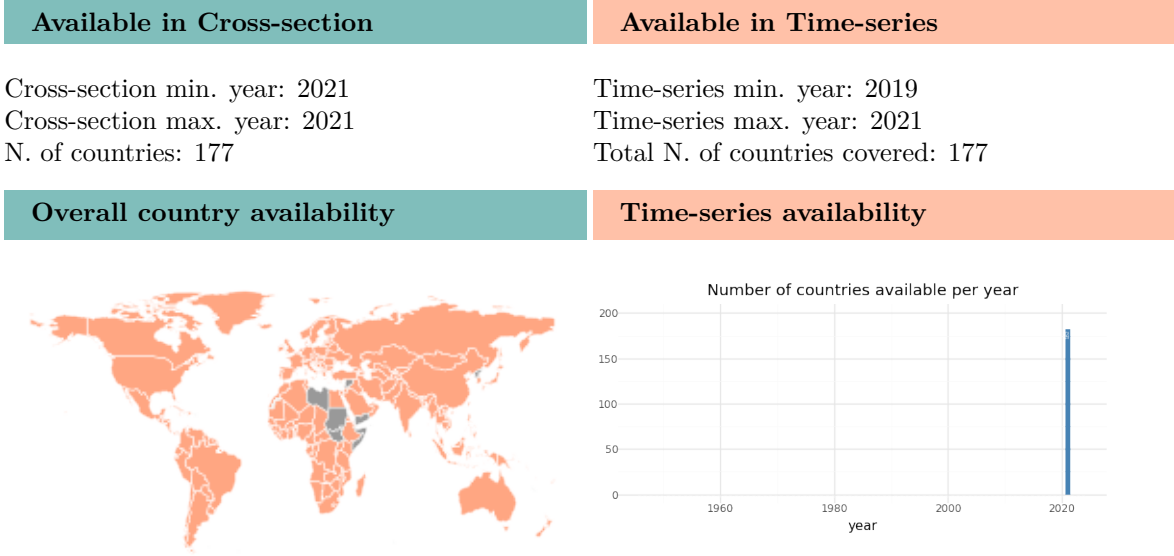 Available in Cross-section
Available in Time-series
Cross-section min. year: 2021
Cross-section max. year: 2021
N. of countries: 177
Time-series min. year: 2019
Time-series max. year: 2021
Total N. of countries covered: 177
Overall country availability
Time-series availability
Number of countries available per year
200
150
100
50
0
1960
1980
2000
2020
year